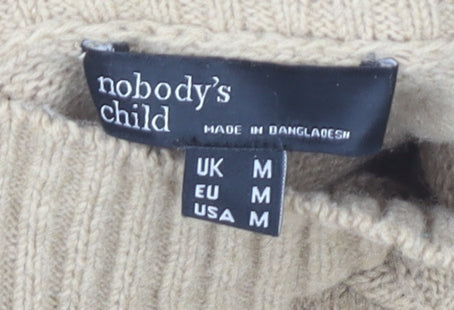 nobody's
child
MADE IN BANGLADESH
UK M
EU M
USA M